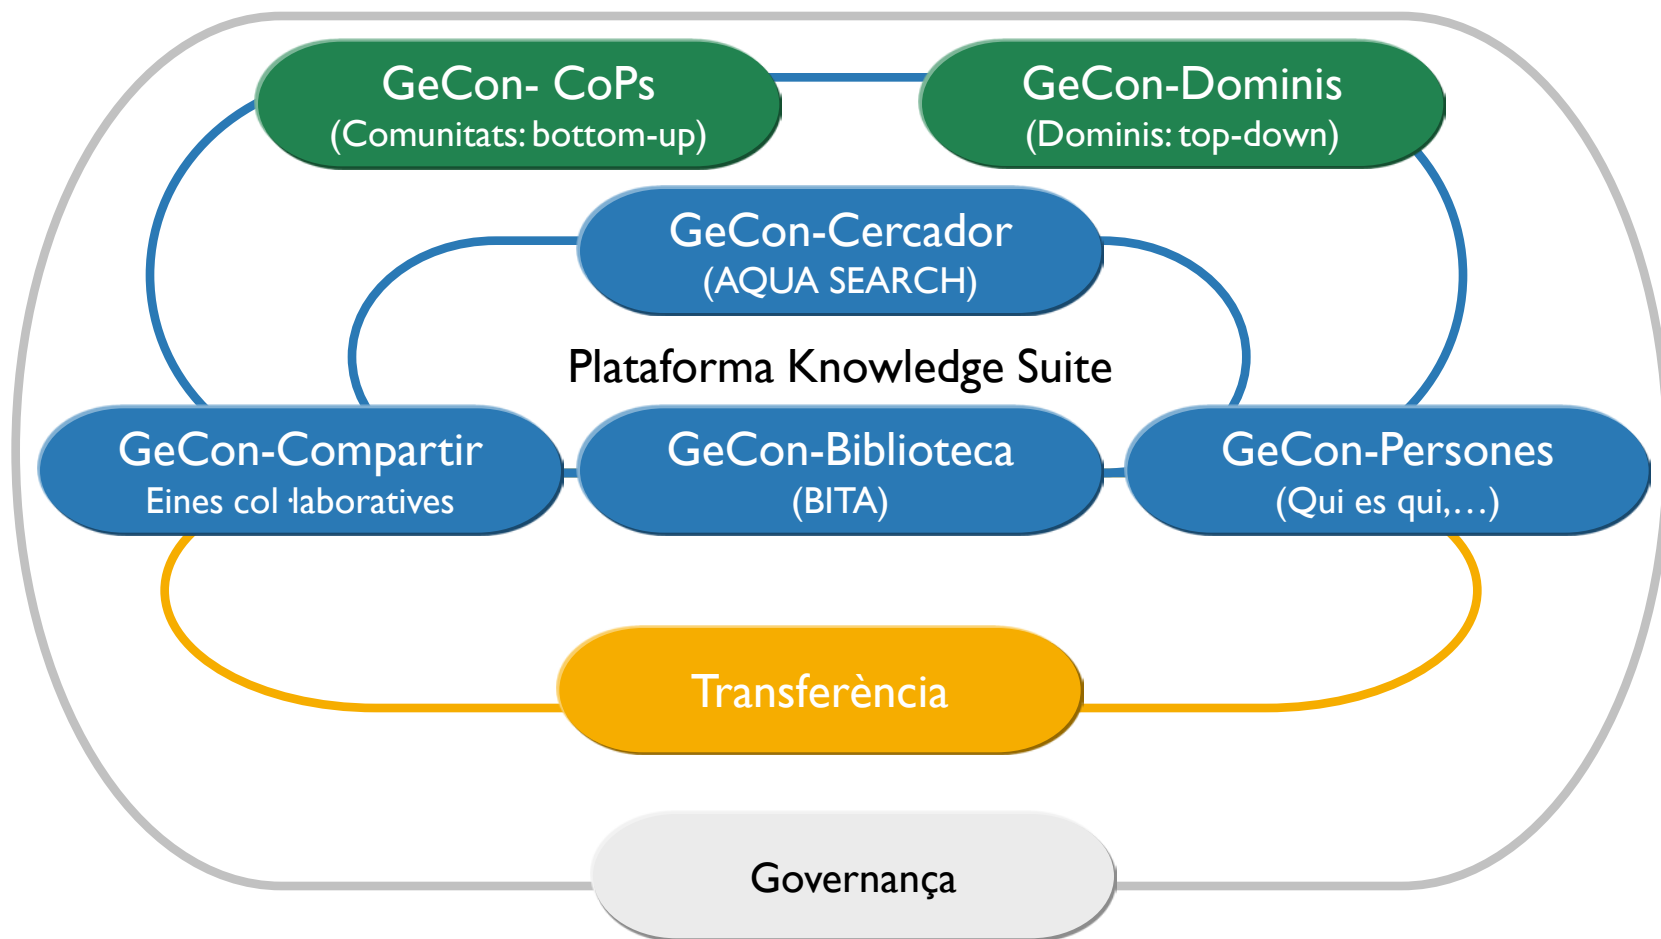 GeCon- CoPs
(Comunitats: bottom-up)
GeCon-Dominis
(Dominis: top-down)
GeCon-Cercador
(AQUA SEARCH)
Plataforma Knowledge Suite
GeCon-Compartir
Eines col·laboratives
GeCon-Biblioteca
(BITA)
GeCon-Persones
(Qui es qui,...)
Transferència
Governança